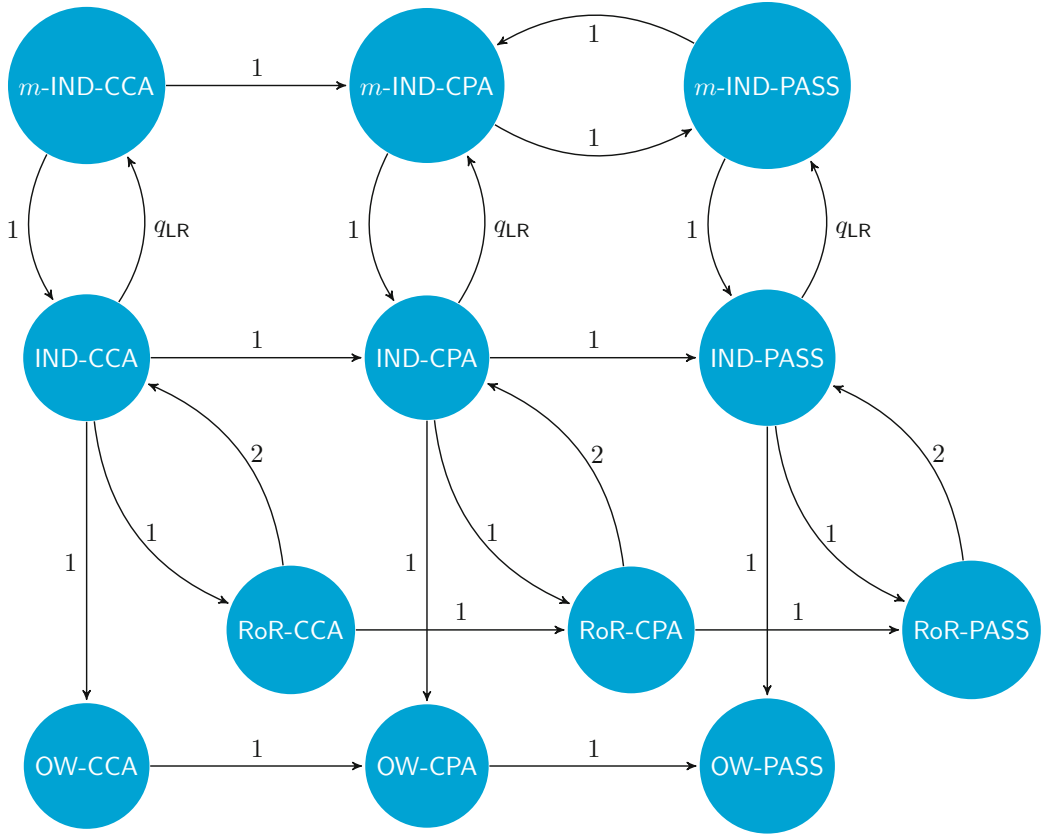 1
m-IND-CCA
1
m-IND-CPA
m-IND-PASS
1
1
q_LR
1
q_LR
1
q_LR
IND-CCA
1
IND-CPA
1
IND-PASS
2
2
2
1
1
1
1
1
1
RoR-CCA
1
RoR-CPA
1
RoR-PASS
OW-CCA
1
OW-CPA
1
OW-PASS